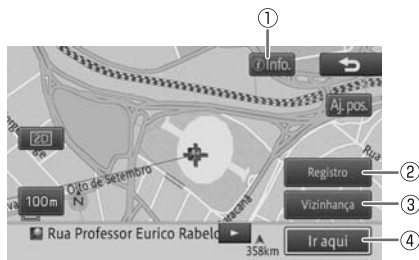 ①
ⓘ Info.
Aj. pos.
2D
Rua
Registro ②
Oito de Setembro
Vizinhança ③
100m
N
Rua Professor Eurico Rabelo
358km
Ir aqui ④